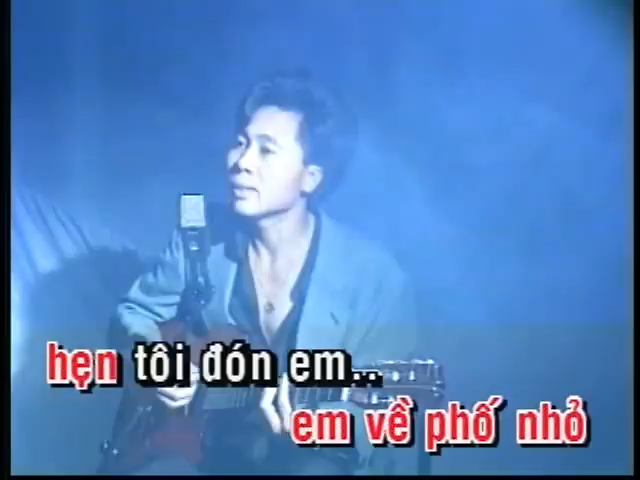 hẹn tôi đón em..
em về phố nhỏ